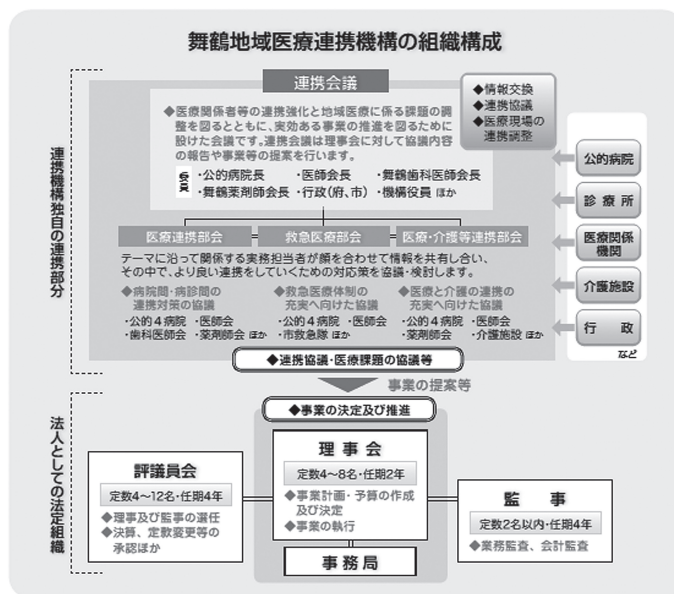 舞鶴地域医療連携機構の組織構成
連携機構独自の連携部分
連携会議
◆医療関係者等の連携強化と地域医療に係る課題の調
整を図るとともに、実効ある事業の推進を図るために
設けた会議です。連携会議は理事会に対して協議内容
の報告や事業等の提案を行います。
・公的病院長 ・医師会長 ・舞鶴歯科医師会長
・舞鶴薬剤師会長 ・行政(府、市) ・機構役員 ほか
◆情報交換
◆連携協議
◆医療現場の
連携調整
公的病院
診療所
医療関係
機関
介護施設
行政
など
医療連携部会
救急医療部会
医療・介護等連携部会
テーマに沿って関係する実務担当者が顔を合わせて情報を共有し合い、
その中で、より良い連携をしていくための対応策を協議・検討します。
◆病院間・病診間の
連携対策の協議
・公的4病院 ・医師会
・歯科医師会 ・薬剤師会 ほか
◆救急医療体制の
充実へ向けた協議
・公的4病院 ・医師会
・市救急隊 ほか
◆医療と介護の連携の
充実へ向けた協議
・公的4病院 ・医師会
・薬剤師会 ・介護施設 ほか
◆連携協議・医療課題の協議等
事業の提案等
法人としての法定組織
◆事業の決定及び推進
評議員会
定数4〜12名・任期4年
◆理事及び監事の選任
◆決算、定款変更等の
承認ほか
理事会
定数4〜8名・任期2年
◆事業計画・予算の作成
及び決定
◆事業の執行
事務局
監事
定数2名以内・任期4年
◆業務監査、会計監査